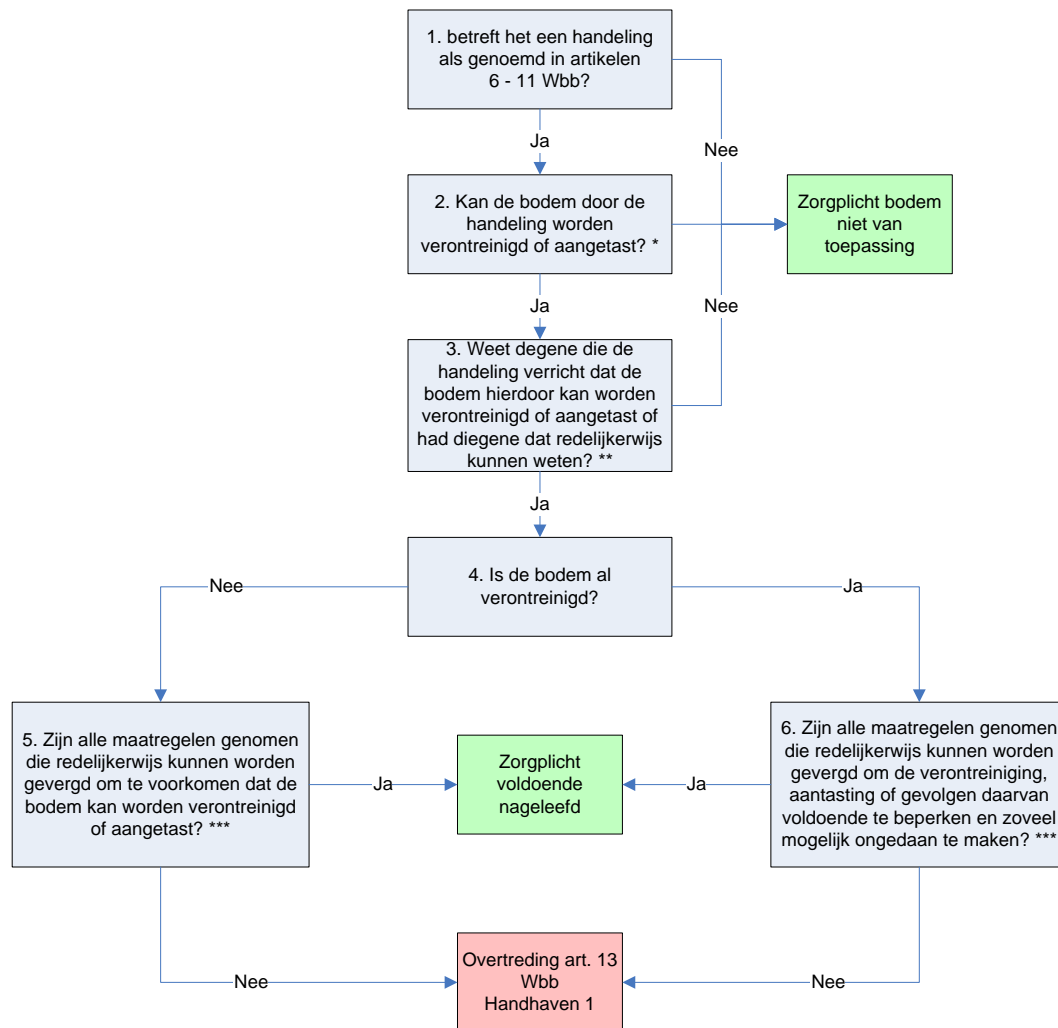 1. betreft het een handeling
als genoemd in artikelen
6 - 11 Wbb?
Ja
Nee
2. Kan de bodem door de
handeling worden
verontreinigd of aangetast? *
Zorgplicht bodem
niet van
toepassing
Ja
Nee
3. Weet degene die de
handeling verricht dat de
bodem hierdoor kan worden
verontreinigd of aangetast of
had diegene dat redelijkerwijs
kunnen weten? **
Ja
4. Is de bodem al
verontreinigd?
Nee
Ja
5. Zijn alle maatregelen genomen
die redelijkerwijs kunnen worden
gevergd om te voorkomen dat de
bodem kan worden verontreinigd
of aangetast? ***
Ja
Zorgplicht
voldoende
nageleefd
Ja
6. Zijn alle maatregelen genomen
die redelijkerwijs kunnen worden
gevergd om de verontreiniging,
aantasting of gevolgen daarvan
voldoende te beperken en zoveel
mogelijk ongedaan te maken? ***
Nee
Overtreding art. 13
Wbb
Handhaven 1
Nee